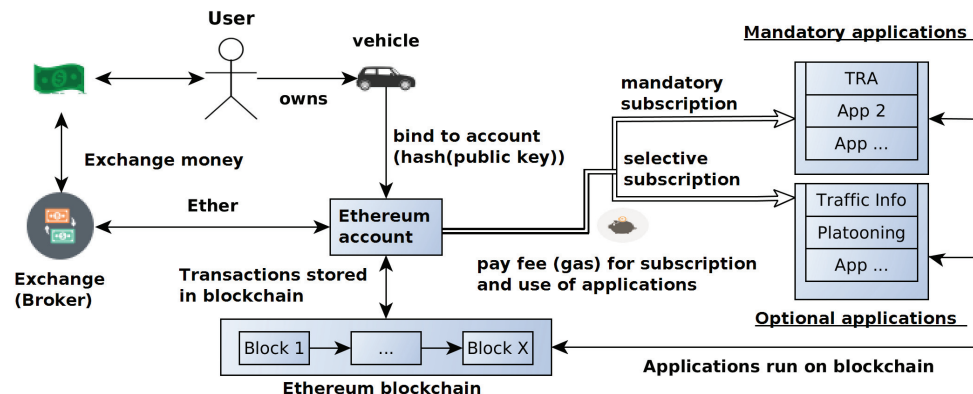 User
Mandatory applications
vehicle
TRA
App 2
App ...
mandatory
subscription
owns
bind to account
(hash(public key))
Exchange money
selective
subscription
Traffic Info
Platooning
App ...
Ether
Ethereum
account
Exchange
(Broker)
Transactions stored
in blockchain
pay fee (gas) for subscription
and use of applications
Optional applications
Block 1
...
Block X
Applications run on blockchain
Ethereum blockchain